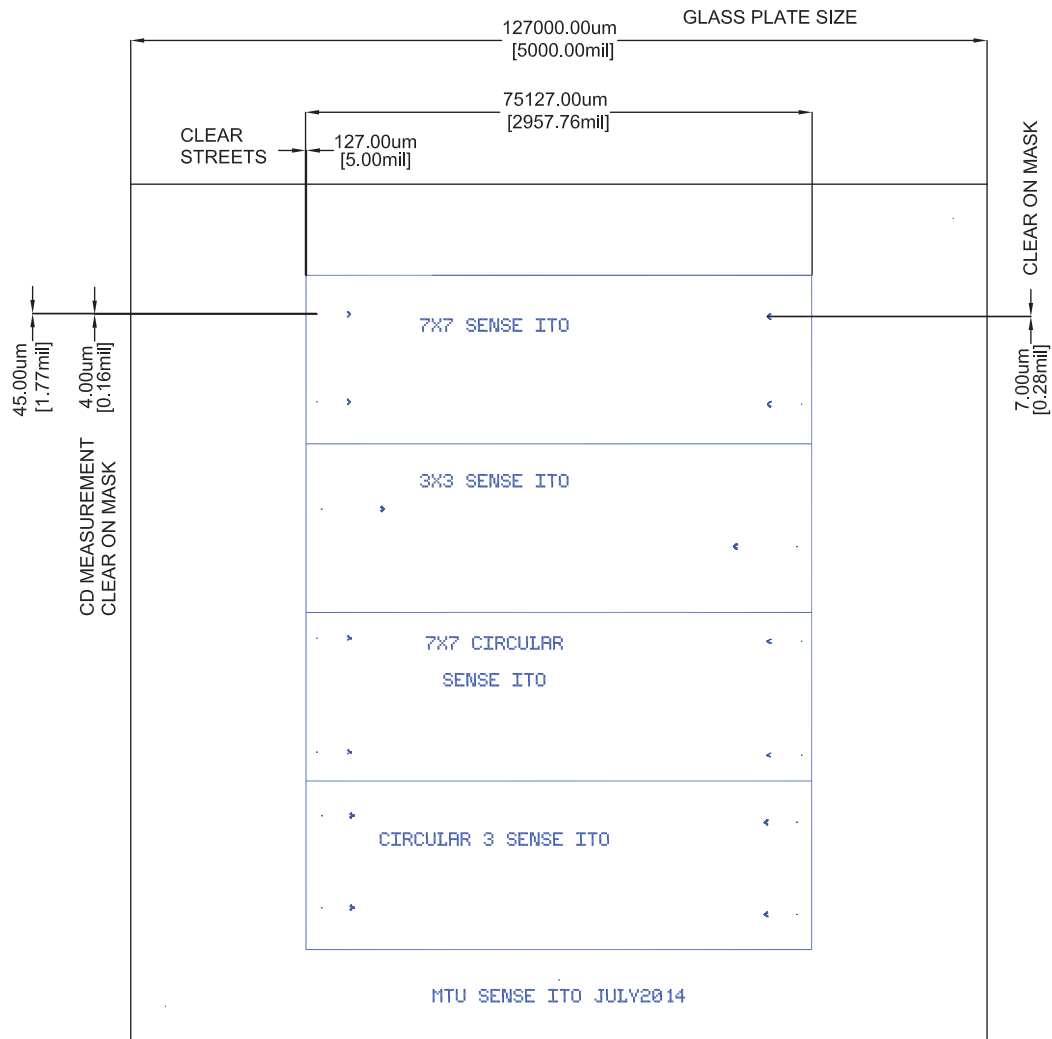 GLASS PLATE SIZE
127000.00um
[5000.00mil]
75127.00um
[2957.76mil]
CLEAR
STREETS
127.00um
[5.00mil]
CLEAR ON MASK
7X7 SENSE ITO
45.00um
[1.77mil]
4.00um
[0.16mil]
7.00um
[0.28mil]
CD MEASUREMENT
CLEAR ON MASK
3X3 SENSE ITO
7X7 CIRCULAR
SENSE ITO
CIRCULAR 3 SENSE ITO
MTU SENSE ITO JULY2014